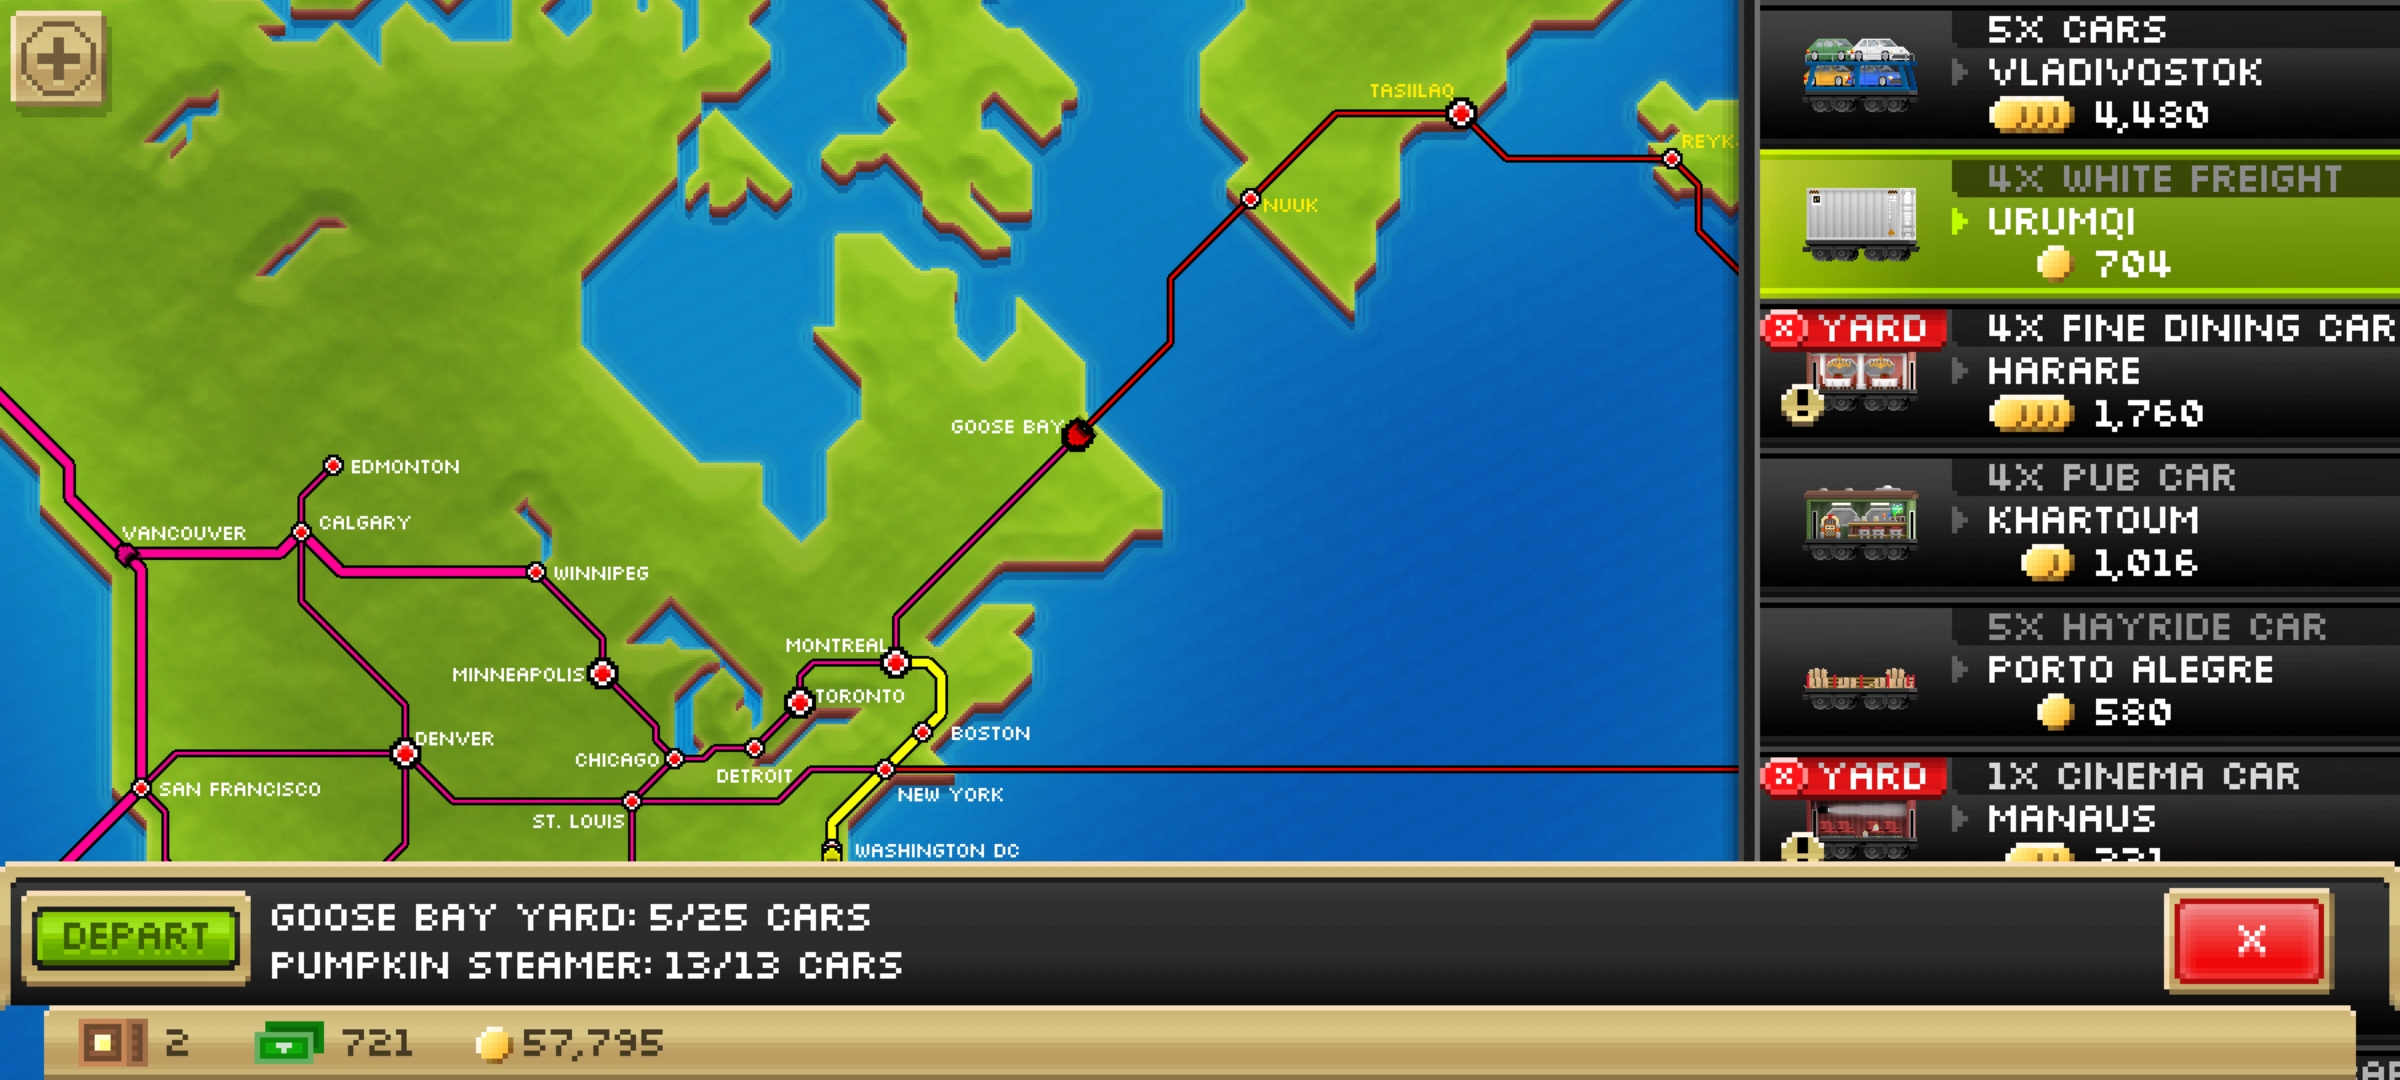 TASIILAQ
REYK
NUUK
GOOSE BAY
EDMONTON
CALGARY
VANCOUVER
WINNIPEG
MONTREAL
MINNEAPOLIS
TORONTO
DENVER
BOSTON
CHICAGO
DETROIT
SAN FRANCISCO
NEW YORK
ST. LOUIS
WASHINGTON DC
5X CARS
VLADIVOSTOK
4,480
4X WHITE FREIGHT
URUMQI
704
X YARD
4X FINE DINING CAR
HARARE
1,760
4X PUB CAR
KHARTOUM
1,016
5X HAYRIDE CAR
PORTO ALEGRE
580
X YARD
1X CINEMA CAR
MANAUS
DEPART
GOOSE BAY YARD: 5/25 CARS
PUMPKIN STEAMER: 13/13 CARS
X
2
721
57,795